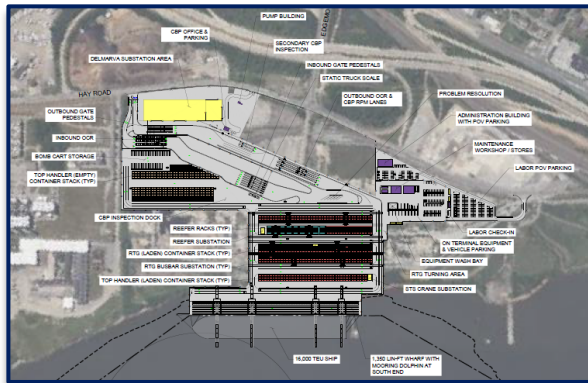 PUMP BUILDING
CBP OFFICE &
PARKING
DELMARVA SUBSTATION AREA
SECONDARY CBP
INSPECTION
INBOUND GATE PEDESTALS
STATIC TRUCK SCALE
HAY ROAD
OUTBOUND OCR &
CBP RPM LANES
PROBLEM RESOLUTION
OUTBOUND GATE
PEDESTALS
ADMINISTRATION BUILDING
WITH POV PARKING
INBOUND OCR
MAINTENANCE
WORKSHOP / STORES
BOMB CART STORAGE
LABOR POV PARKING
TOP HANDLER (EMPTY)
CONTAINER STACK (TYP)
CBP INSPECTION DOCK
REEFER RACKS (TYP)
LABOR CHECK-IN
REEFER SUBSTATION
ON TERMINAL EQUIPMENT
& VEHICLE PARKING
RTG (LADEN) CONTAINER STACK (TYP)
EQUIPMENT WASH BAY
RTG BUSBAR SUBSTATION (TYP)
RTG TURNING AREA
TOP HANDLER (LADEN) CONTAINER STACK (TYP)
STS CRANE SUBSTATION
15,000 TEU SHIP
1,350 LIN-FT WHARF WITH
MOORING DOLPHIN AT
SOUTH END